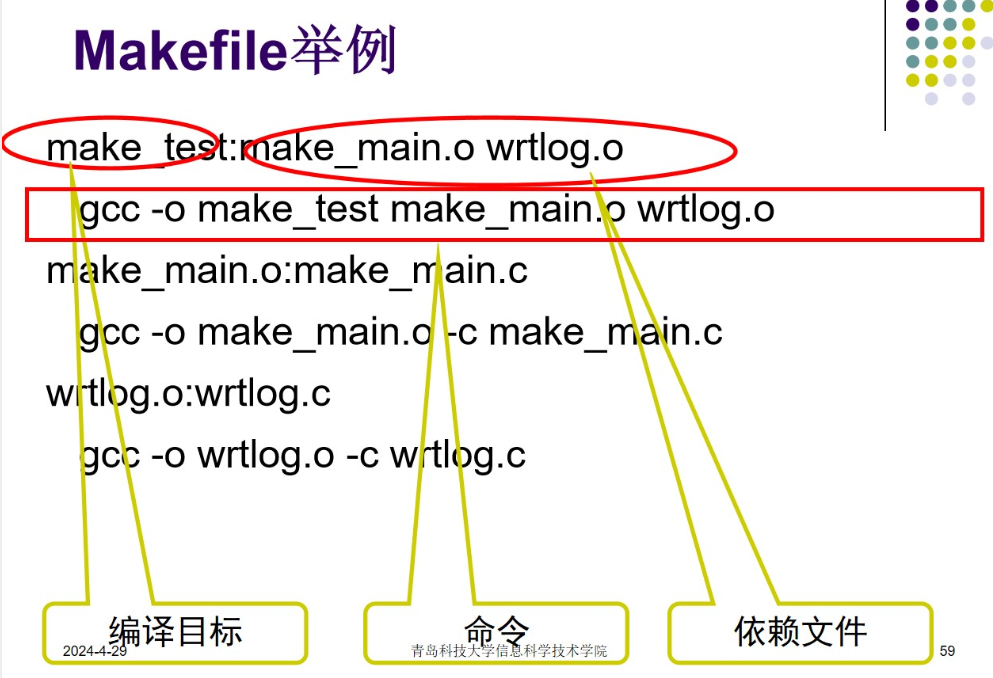 Makefile举例
make_test:make_main.o wrtlog.o
gcc -o make_test make_main.o wrtlog.o
make_main.o:make_main.c
gcc -o make_main.o -c make_main.c
wrtlog.o:wrtlog.c
gcc -o wrtlog.o -c wrtlog.c
编译目标
命令
依赖文件
2024-4-29
青岛科技大学信息科学技术学院
59